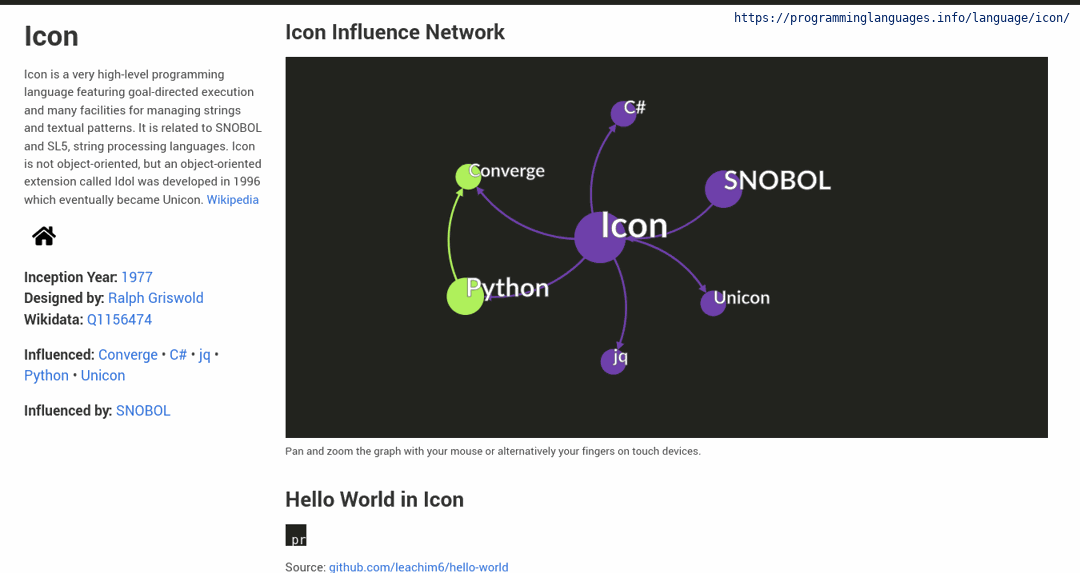 https://programminglanguages.info/language/icon/
Icon
Icon is a very high-level programming
language featuring goal-directed execution
and many facilities for managing strings
and textual patterns. It is related to SNOBOL
and SL5, string processing languages. Icon
is not object-oriented, but an object-oriented
extension called Idol was developed in 1996
which eventually became Unicon. Wikipedia
Inception Year: 1977
Designed by: Ralph Griswold
Wikidata: Q1156474
Influenced: Converge • C# • jq •
Python • Unicon
Influenced by: SNOBOL
Icon Influence Network
C#
Converge
SNOBOL
Icon
Python
Unicon
jq
Pan and zoom the graph with your mouse or alternatively your fingers on touch devices.
Hello World in Icon
pr
Source: github.com/leachim6/hello-world